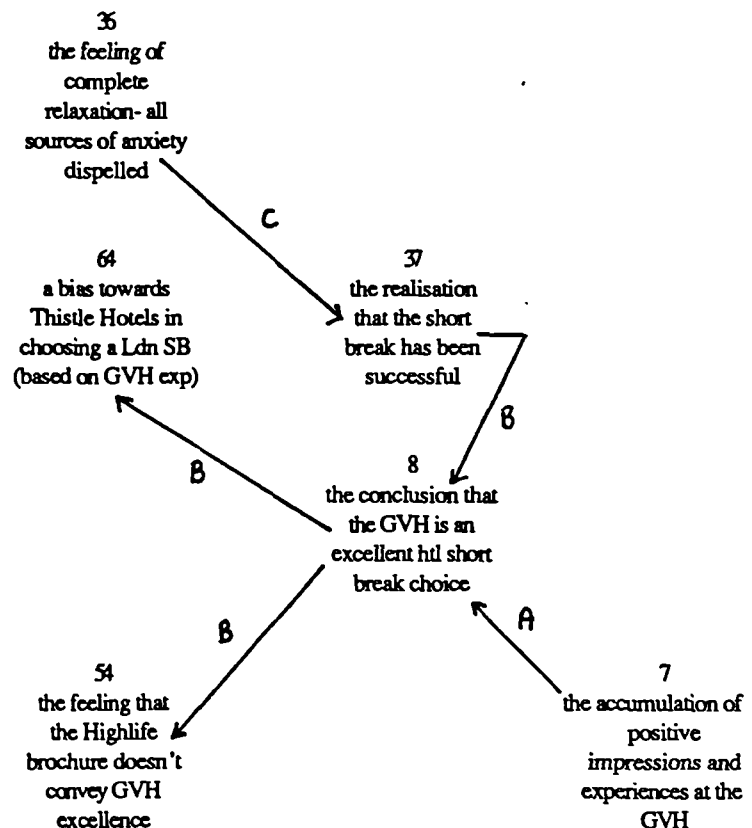 36
the feeling of
complete
relaxation- all
sources of anxiety
dispelled
C
64
a bias towards
Thistle Hotels in
choosing a Ldn SB
(based on GVH exp)
37
the realisation
that the short
break has been
successful
B
B
8
the conclusion that
the GVH is an
excellent htl short
break choice
B
A
54
the feeling that
the Highlife
brochure doesn't
convey GVH
excellence
7
the accumulation of
positive
impressions and
experiences at the
GVH